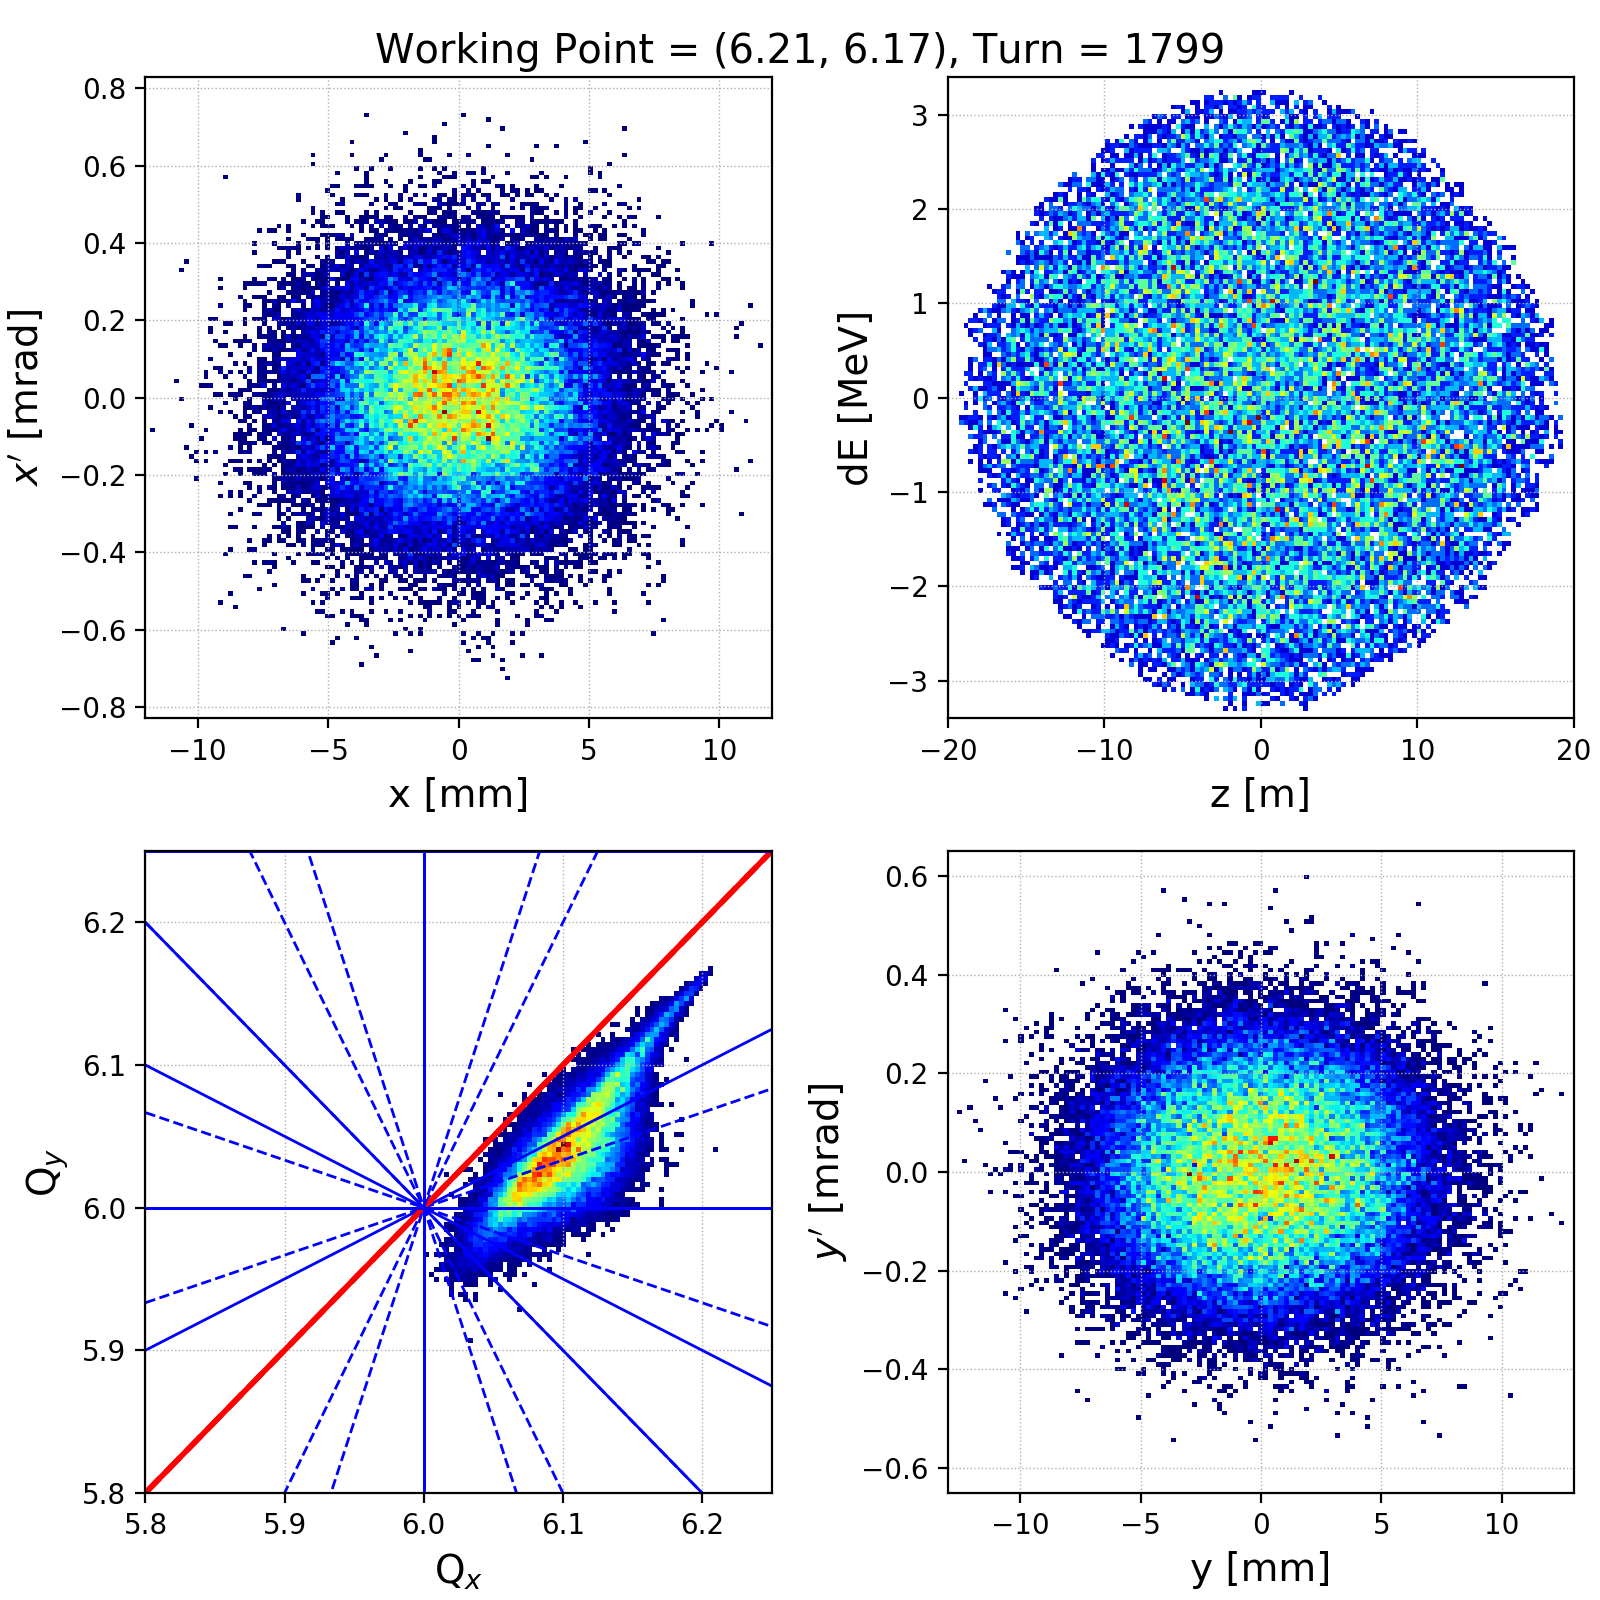 Working Point = (6.21, 6.17), Turn = 1799
0.8
0.6
0.4
0.2
0.0
−0.2
−0.4
−0.6
−0.8
x′ [mrad]
−10 −5 0 5 10
x [mm]
3
2
1
0
−1
−2
−3
dE [MeV]
−20 −10 0 10 20
z [m]
6.2
6.1
6.0
5.9
5.8
Qy
5.8 5.9 6.0 6.1 6.2
Qx
0.6
0.4
0.2
0.0
−0.2
−0.4
−0.6
y′ [mrad]
−10 −5 0 5 10
y [mm]